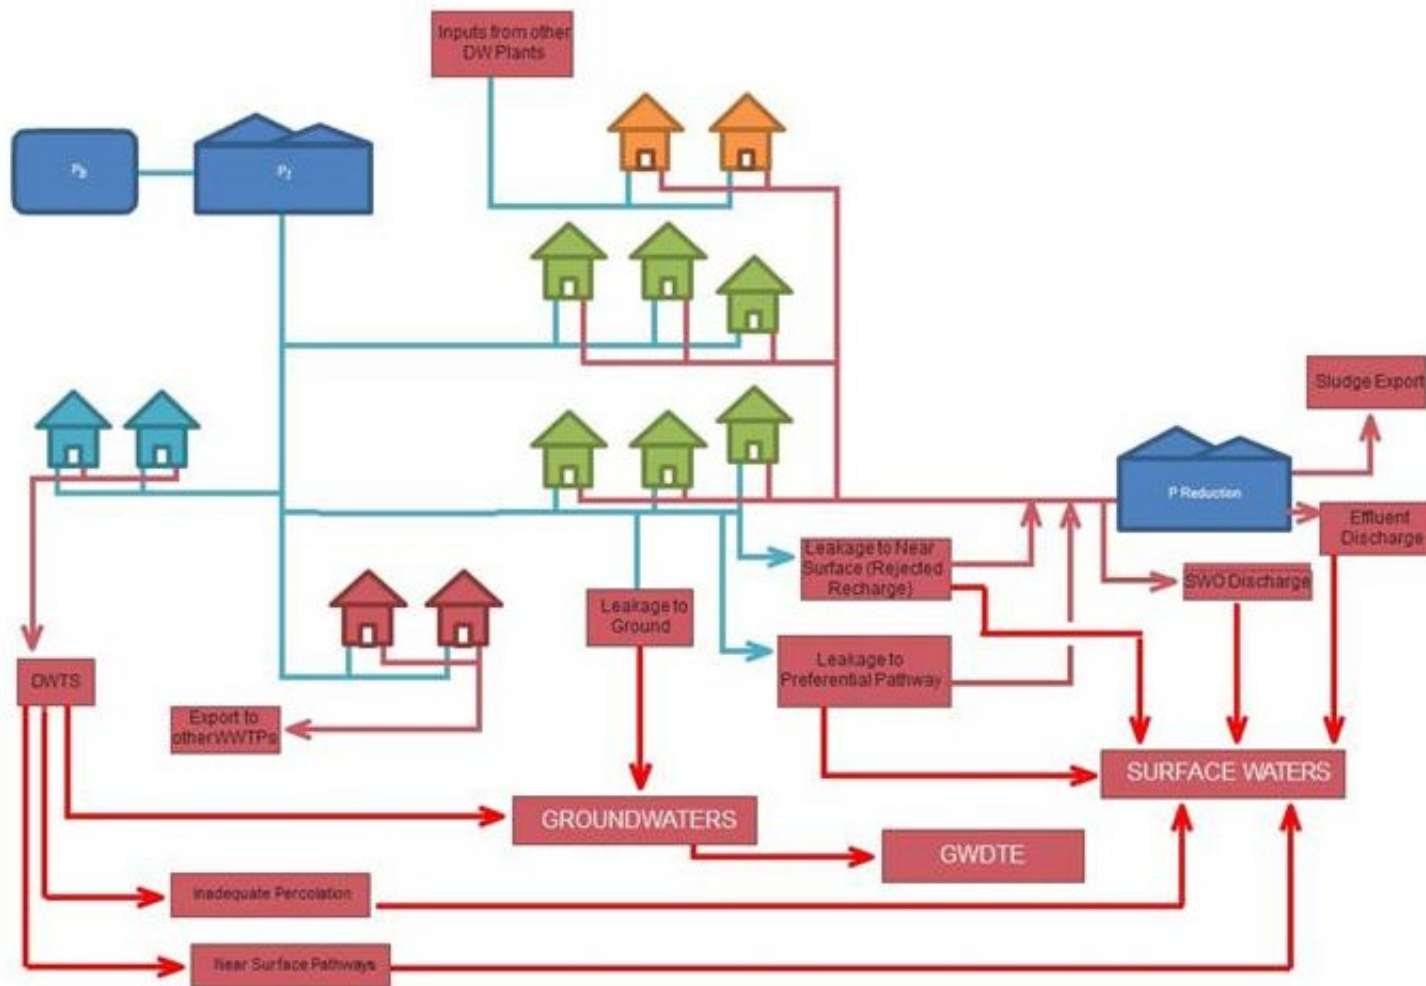 Inputs from other
DW Plants
Sludge Export
P Reduction
Effluent
Discharge
Leakage to Near
Surface (Rejected
Recharge)
SWO Discharge
Leakage to
Ground
Leakage to
Preferential Pathway
DWTS
Export to
other WWTPs
SURFACE WATERS
GROUNDWATERS
GWDTE
Inadequate Percolation
Near Surface Pathways